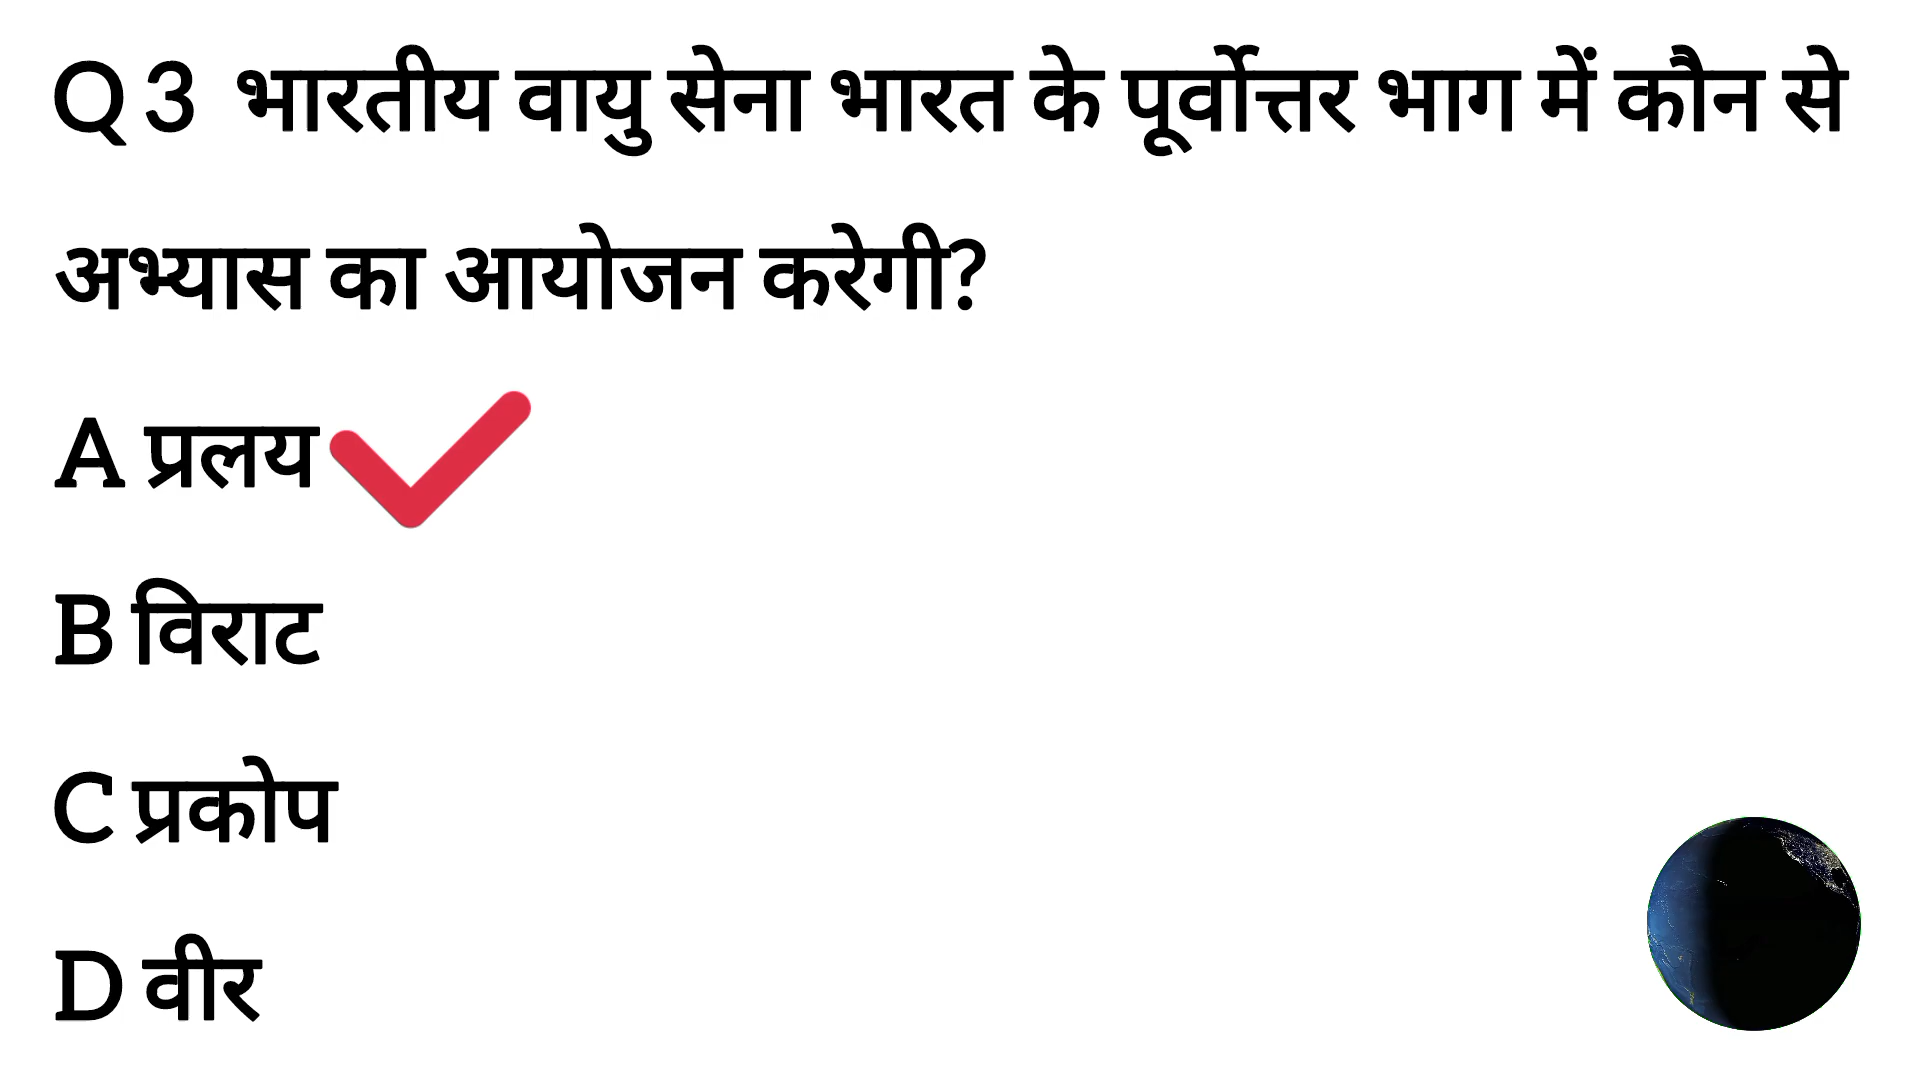 Q 3 भारतीय वायु सेना भारत के पूर्वोत्तर भाग में कौन से
अभ्यास का आयोजन करेगी?
A प्रलय
B विराट
C प्रकोप
D वीर